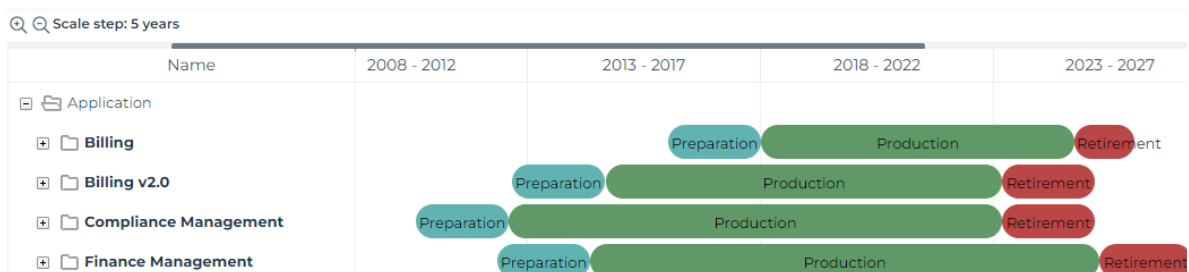 Scale step: 5 years
Name 2008 - 2012 2013 - 2017 2018 - 2022 2023 - 2027
Application
Billing Preparation Production Retirement
Billing v2.0 Preparation Production Retirement
Compliance Management Preparation Production Retirement
Finance Management Preparation Production Retirement